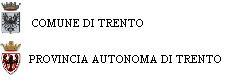 COMUNE DI TRENTO
PROVINCIA AUTONOMA DI TRENTO